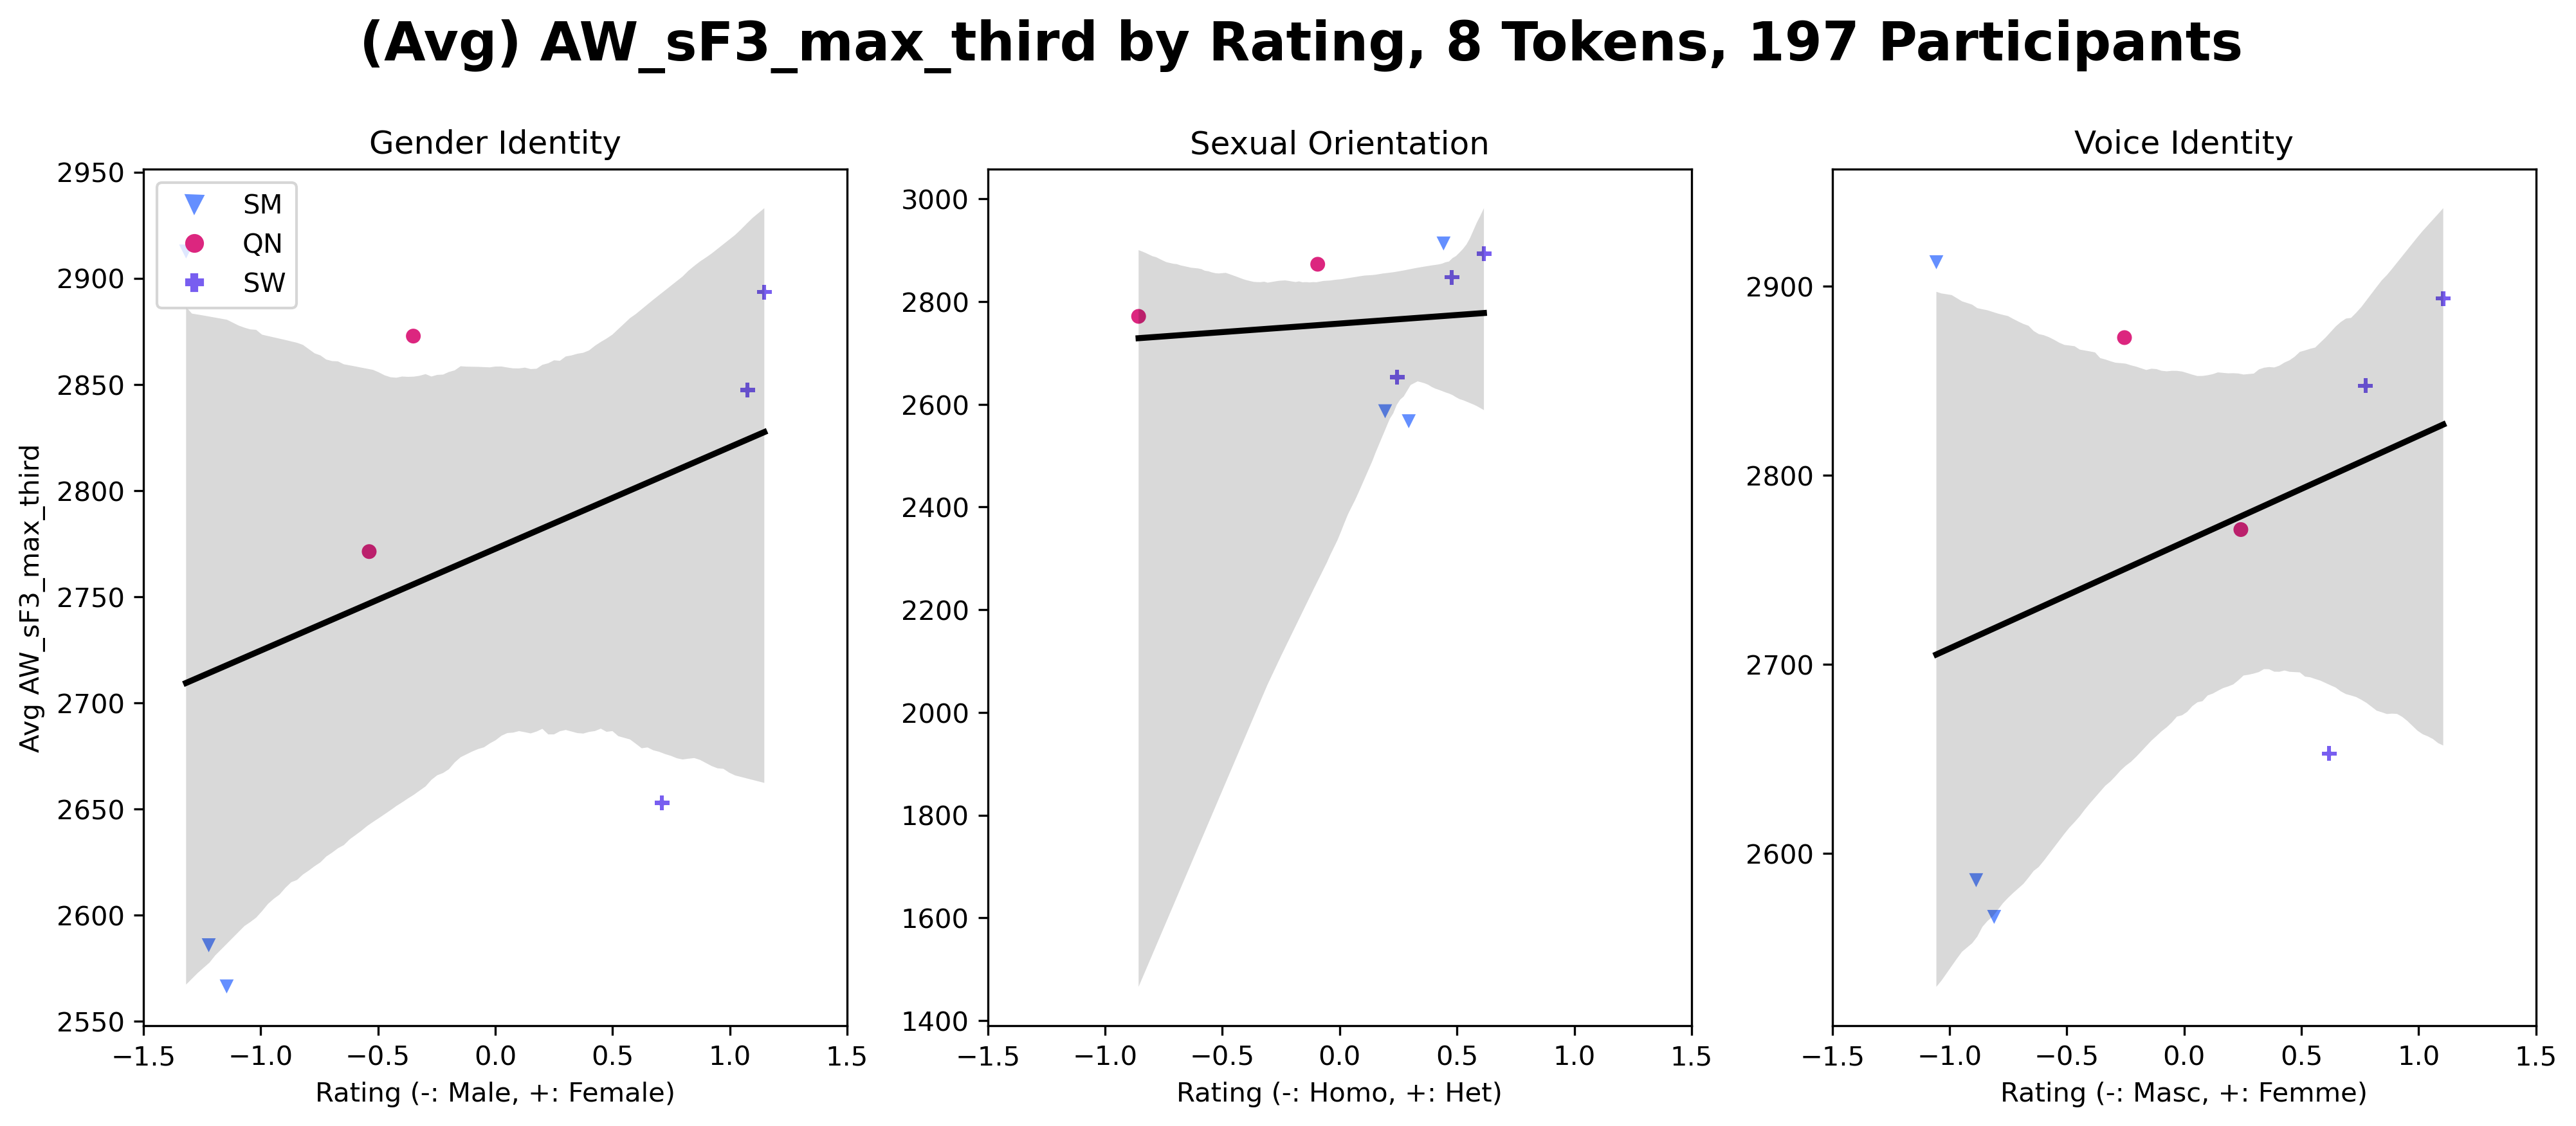 (Avg) AW_sF3_max_third by Rating, 8 Tokens, 197 Participants
Gender Identity
SM
QN
SW
Avg AW_sF3_max_third
2950
2900
2850
2800
2750
2700
2650
2600
2550
−1.5 −1.0 −0.5 0.0 0.5 1.0 1.5
Rating (-: Male, +: Female)
Sexual Orientation
3000
2800
2600
2400
2200
2000
1800
1600
1400
−1.5 −1.0 −0.5 0.0 0.5 1.0 1.5
Rating (-: Homo, +: Het)
Voice Identity
2900
2800
2700
2600
−1.5 −1.0 −0.5 0.0 0.5 1.0 1.5
Rating (-: Masc, +: Femme)